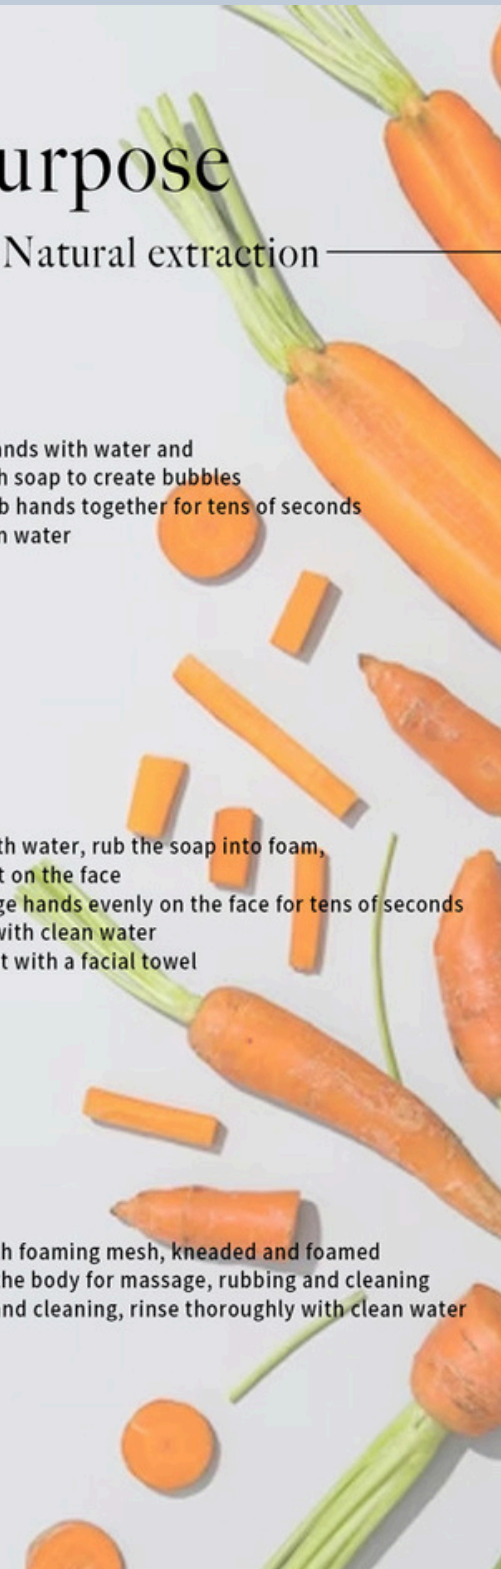 urpose
Natural extraction
ands with water and
h soap to create bubbles
b hands together for tens of seconds
n water
th water, rub the soap into foam,
t on the face
ge hands evenly on the face for tens of seconds
with clean water
t with a facial towel
h foaming mesh, kneaded and foamed
the body for massage, rubbing and cleaning
and cleaning, rinse thoroughly with clean water